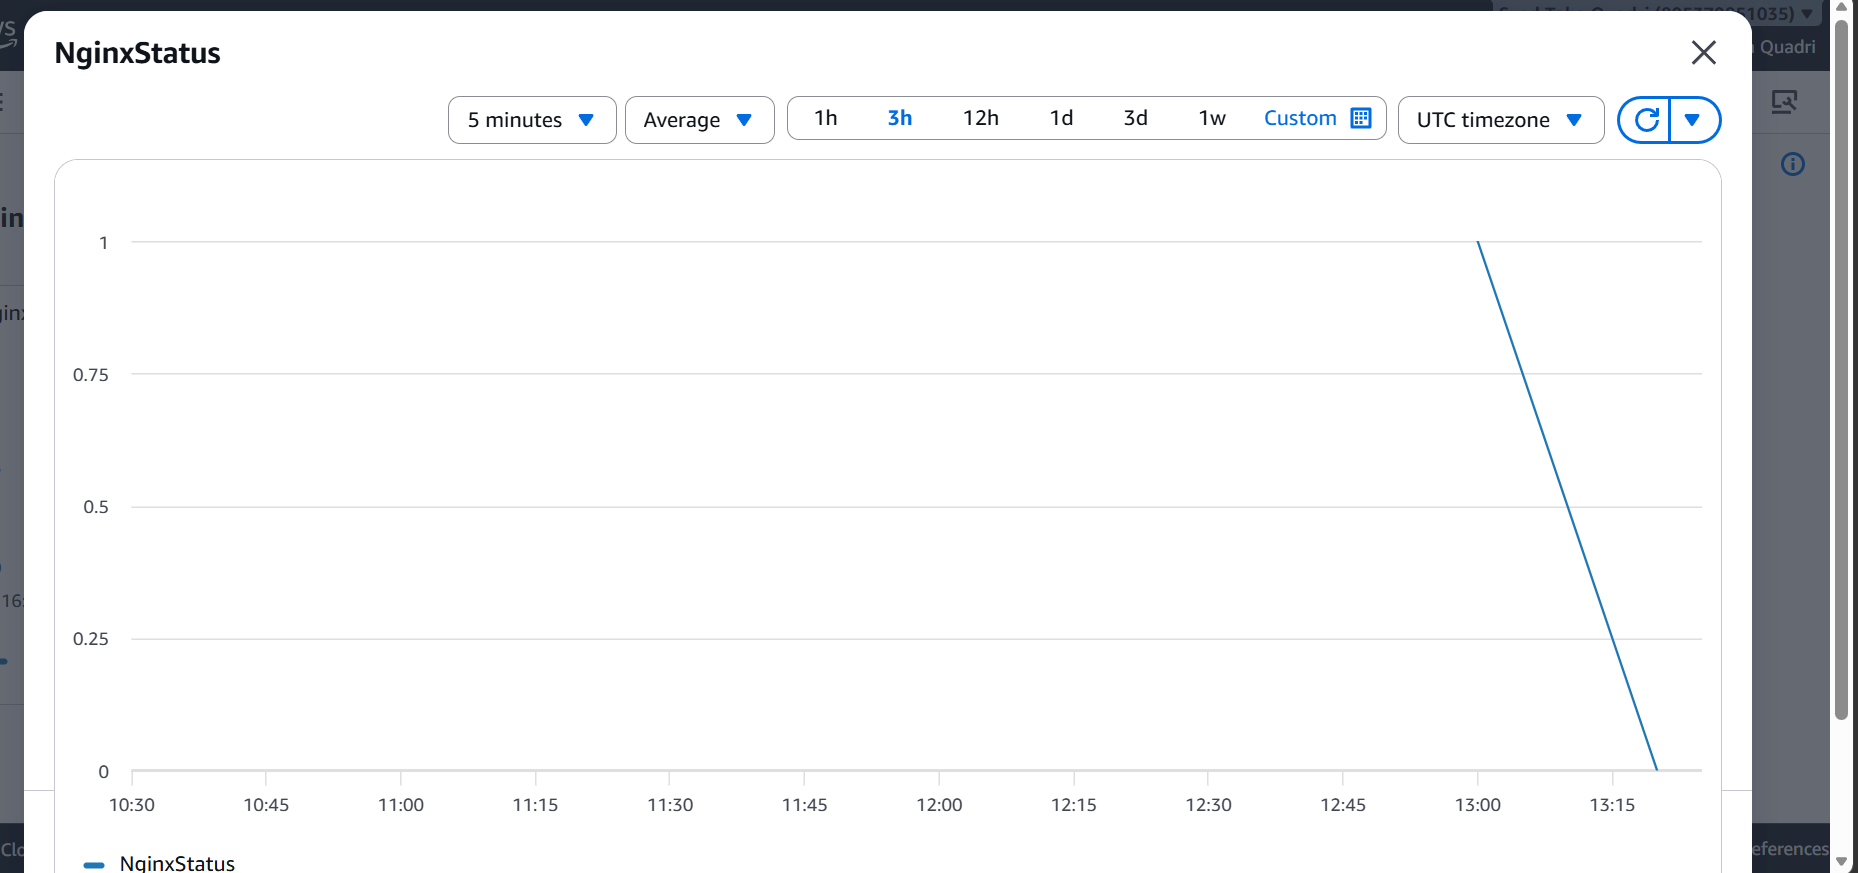 NginxStatus
Quadri
5 minutes
Average
1h
3h
12h
1d
3d
1w
Custom
UTC timezone
1
0.75
0.5
0.25
0
10:30
10:45
11:00
11:15
11:30
11:45
12:00
12:15
12:30
12:45
13:00
13:15
NginxStatus